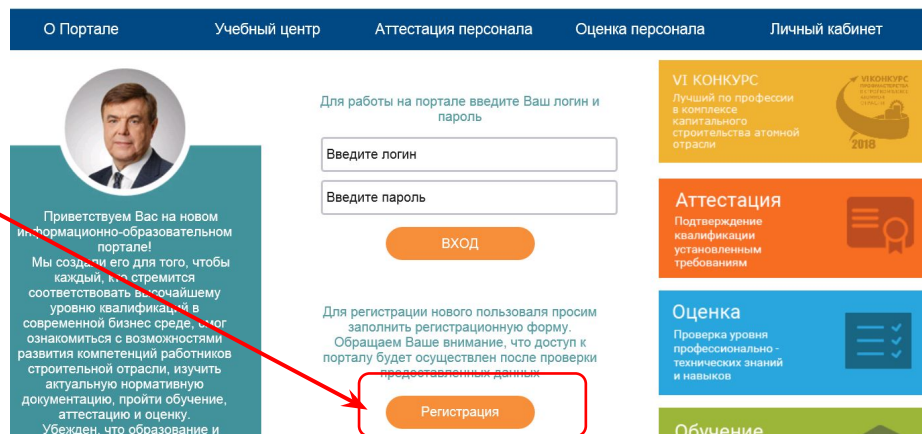 О Портале
Учебный центр
Аттестация персонала
Оценка персонала
Личный кабинет
Приветствуем Вас на новом
информационно-образовательном
портале!
Мы создали его для того, чтобы
каждый, кто стремится
соответствовать высочайшему
уровню квалификаций в
современной бизнес среде, смог
ознакомиться с возможностями
развития компетенций работников
строительной отрасли, изучить
актуальную нормативную
документацию, пройти обучение,
аттестацию и оценку.
Убежден, что образование и
Для работы на портале введите Ваш логин и
пароль
Введите логин
Введите пароль
ВХОД
Для регистрации нового пользоваля просим
заполнить регистрационную форму.
Обращаем Ваше внимание, что доступ к
порталу будет осуществлен после проверки
предоставленных данных
Регистрация
VI КОНКУРС
Лучший по профессии
в комплексе
капитального
строительства атомной
отрасли
VI КОНКУРС
2018
Аттестация
Подтверждение
квалификации
установленным
требованиям
Оценка
Проверка уровня
профессионально -
технических знаний
и навыков
Обучение